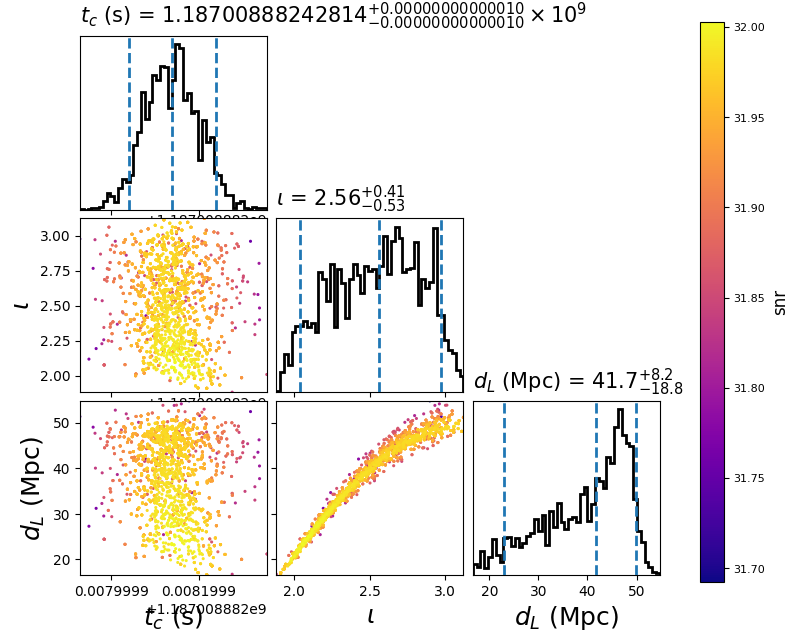 t_c (s) = 1.18700888242814^{+0.00000000000010}_{-0.00000000000010} × 10^9
32.00
31.95
31.90
31.85
31.80
31.75
31.70
snr
ι = 2.56^{+0.41}_{-0.53}
3.00
2.75
2.50
2.25
2.00
ι
d_L (Mpc) = 41.7^{+8.2}_{-18.8}
50
40
30
20
d_L (Mpc)
0.0079999 0.0081999
+1.187008882e9
t_c (s)
2.0 2.5 3.0
ι
20 30 40 50
d_L (Mpc)